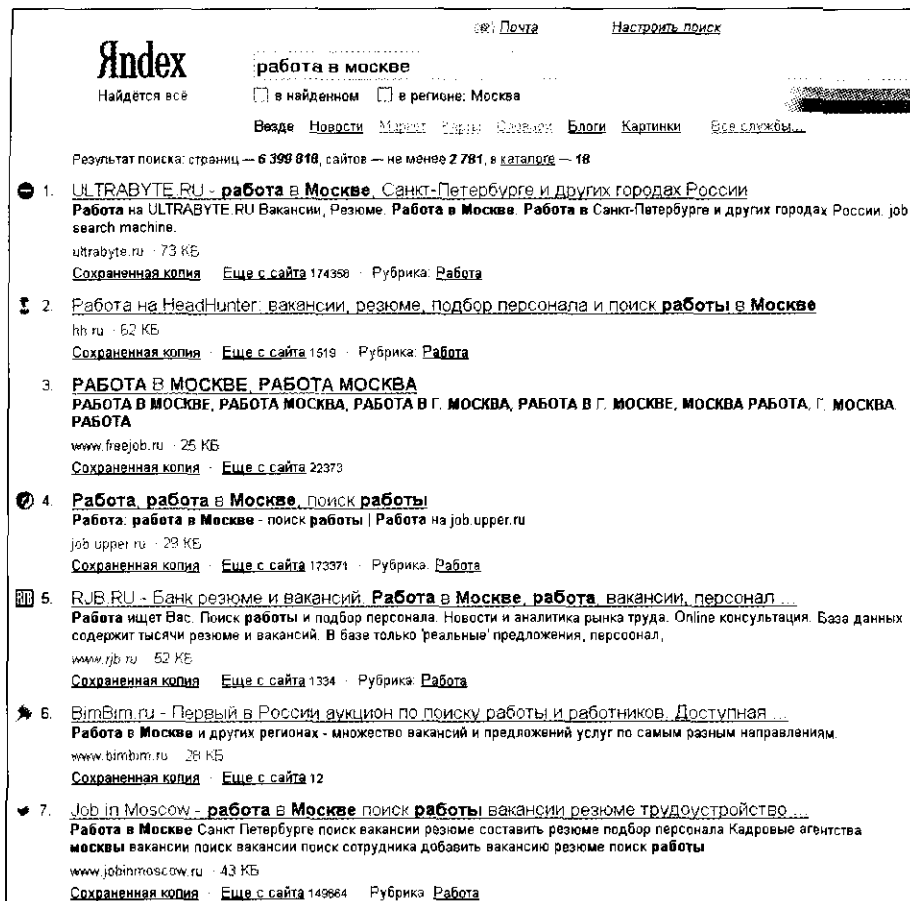 Почта Настроить поиск
Яndex
Найдётся всё
работа в москве
в найденном в регионе: Москва
Везде Новости Маркет Карты Словари Блоги Картинки Все службы...
Результат поиска: страниц — 6 399 818, сайтов — не менее 2 781, в каталоге — 18
1. ULTRABYTE.RU - работа в Москве, Санкт-Петербурге и других городах России
Работа на ULTRABYTE.RU Вакансии, Резюме. Работа в Москве. Работа в Санкт-Петербурге и других городах России. job
search machine.
ultrabyte.ru · 73 КБ
Сохраненная копия · Еще с сайта 174358 · Рубрика: Работа
2. Работа на HeadHunter: вакансии, резюме, подбор персонала и поиск работы в Москве
hh.ru · 62 КБ
Сохраненная копия · Еще с сайта 1519 · Рубрика: Работа
3. РАБОТА В МОСКВЕ, РАБОТА МОСКВА
РАБОТА В МОСКВЕ, РАБОТА МОСКВА, РАБОТА В Г. МОСКВА, РАБОТА В Г. МОСКВЕ, МОСКВА РАБОТА, Г. МОСКВА
РАБОТА
www.freejob.ru · 25 КБ
Сохраненная копия · Еще с сайта 22373
4. Работа, работа в Москве, поиск работы
Работа: работа в Москве - поиск работы | Работа на job.upper.ru
job.upper.ru · 29 КБ
Сохраненная копия · Еще с сайта 173371 · Рубрика: Работа
5. RJB.RU - Банк резюме и вакансий. Работа в Москве, работа, вакансии, персонал ...
Работа ищет Вас. Поиск работы и подбор персонала. Новости и аналитика рынка труда. Online консультация. База данных
содержит тысячи резюме и вакансий. В базе только 'реальные' предложения, персоонал,
www.rjb.ru · 52 КБ
Сохраненная копия · Еще с сайта 1334 · Рубрика: Работа
6. BimBim.ru - Первый в России аукцион по поиску работы и работников. Доступная ...
Работа в Москве и других регионах - множество вакансий и предложений услуг по самым разным направлениям.
www.bimbim.ru · 28 КБ
Сохраненная копия · Еще с сайта 12
7. Job in Moscow - работа в Москве поиск работы вакансии резюме трудоустройство ...
Работа в Москве Санкт Петербурге поиск вакансии резюме составить резюме подбор персонала Кадровые агентства
москвы вакансии поиск вакансии поиск сотрудника добавить вакансию резюме поиск работы
www.jobinmoscow.ru · 43 КБ
Сохраненная копия · Еще с сайта 149664 Рубрика Работа